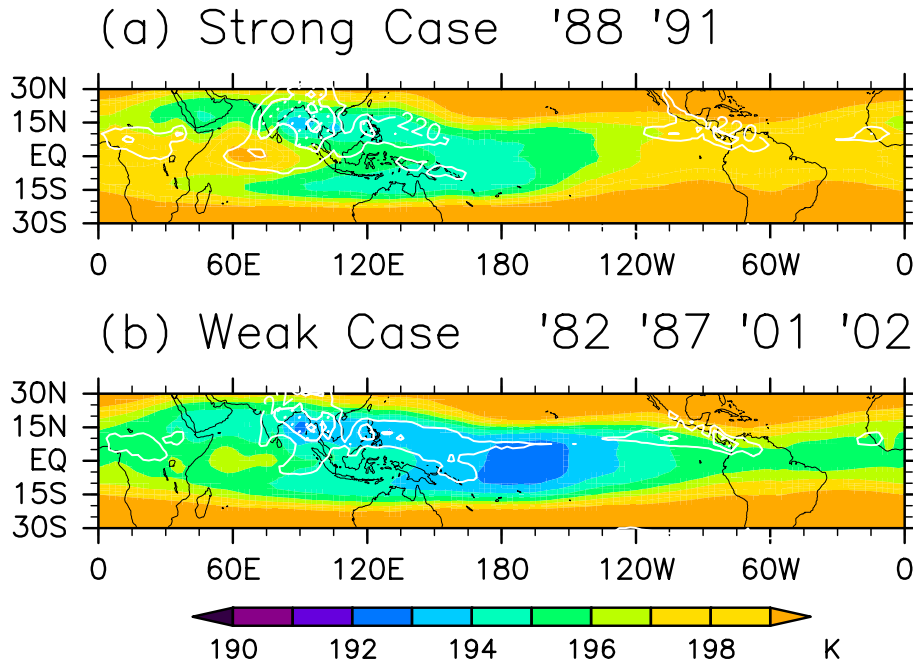 (a) Strong Case '88 '91
30N
15N
EQ
15S
30S
220
220
0 60E 120E 180 120W 60W 0
(b) Weak Case '82 '87 '01 '02
30N
15N
EQ
15S
30S
0 60E 120E 180 120W 60W 0
190 192 194 196 198 K